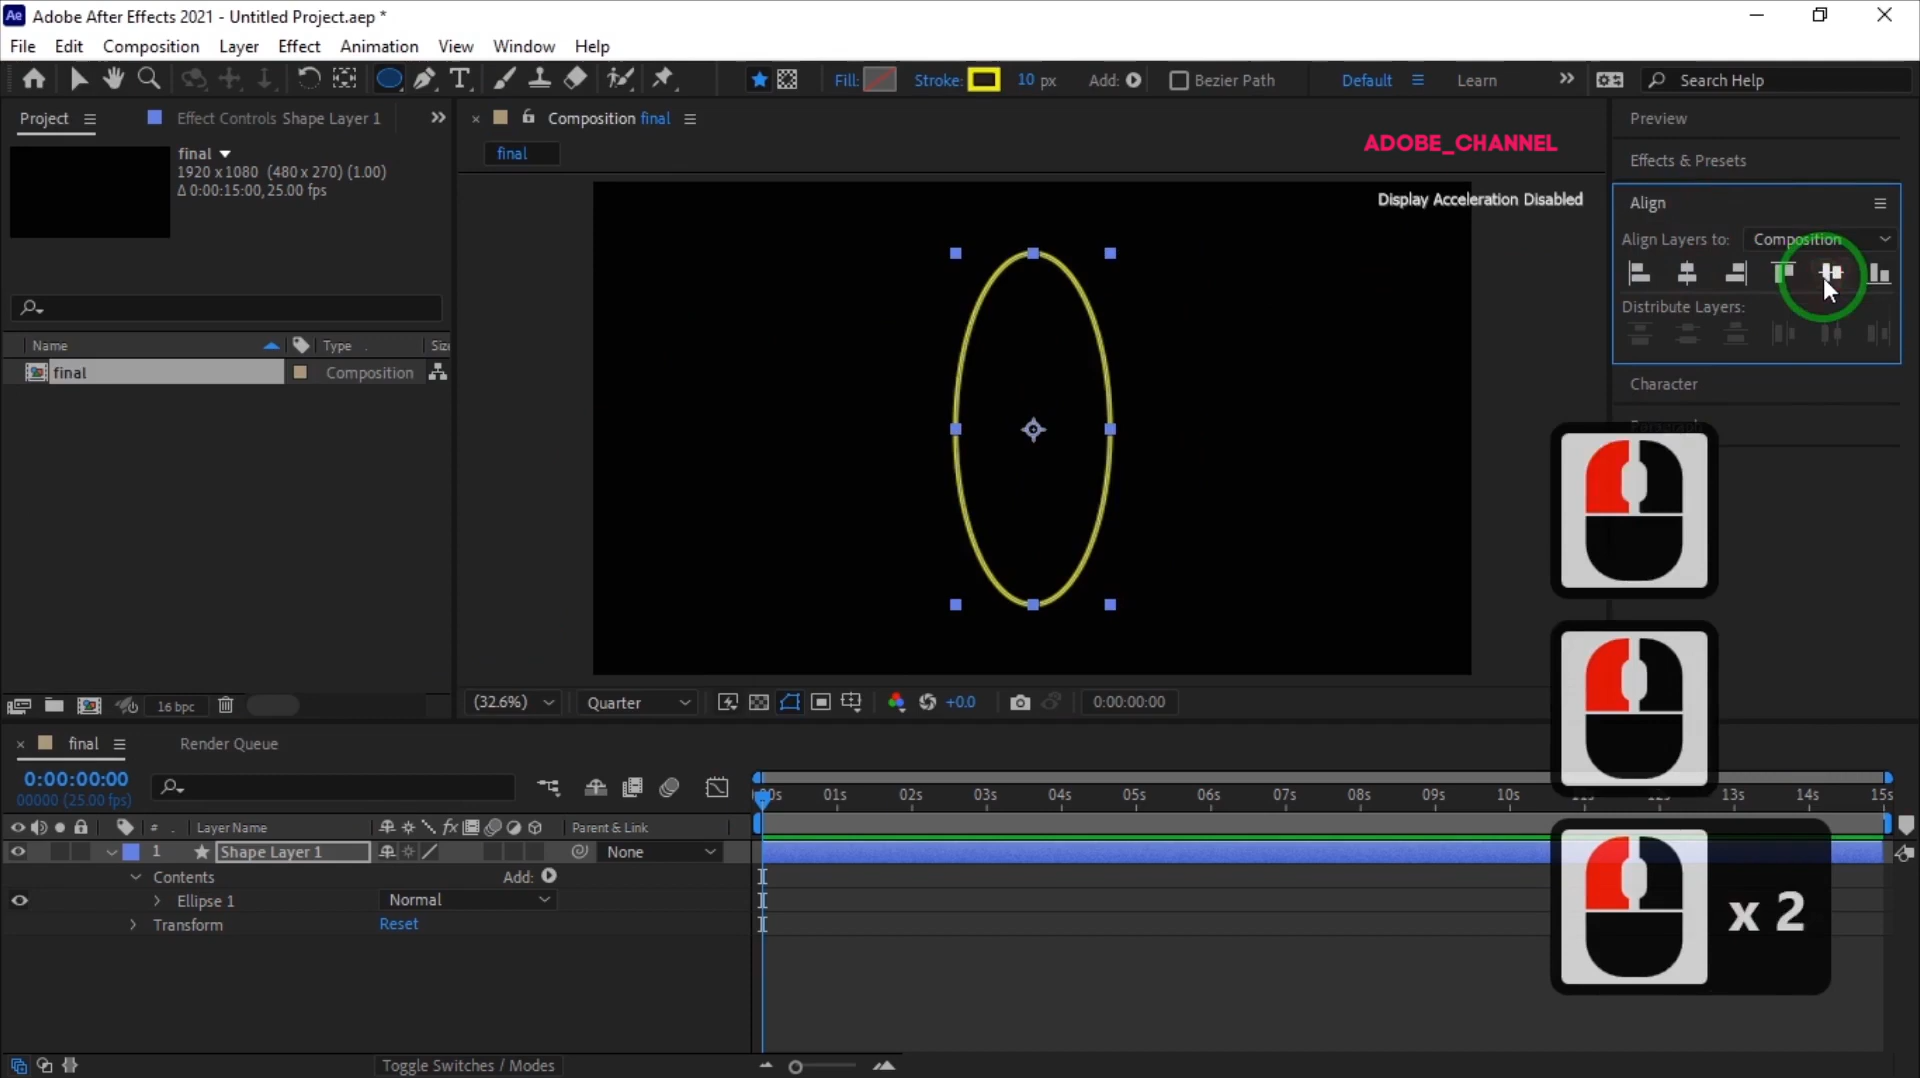 Adobe After Effects 2021 - Untitled Project.aep *
File Edit Composition Layer Effect Animation View Window Help
Fill: Stroke: 10 px Add: Bezier Path Default Learn Search Help
Project Effect Controls Shape Layer 1
Composition final
final
ADOBE_CHANNEL
Display Acceleration Disabled
final
1920 x 1080 (480 x 270) (1.00)
Δ 0:00:15:00, 25.00 fps
Name Type Siz
final Composition
16 bpc
Preview
Effects & Presets
Align
Align Layers to: Composition
Distribute Layers:
Character
Paragraph
(32.6%) Quarter +0.0 0:00:00:00
final Render Queue
0:00:00:00
00000 (25.00 fps)
# Layer Name fx Parent & Link
1 Shape Layer 1 None
Contents Add:
Ellipse 1 Normal
Transform Reset
01s 02s 03s 04s 05s 06s 07s 08s 09s 10s 13s 14s 15s
x 2
Toggle Switches / Modes